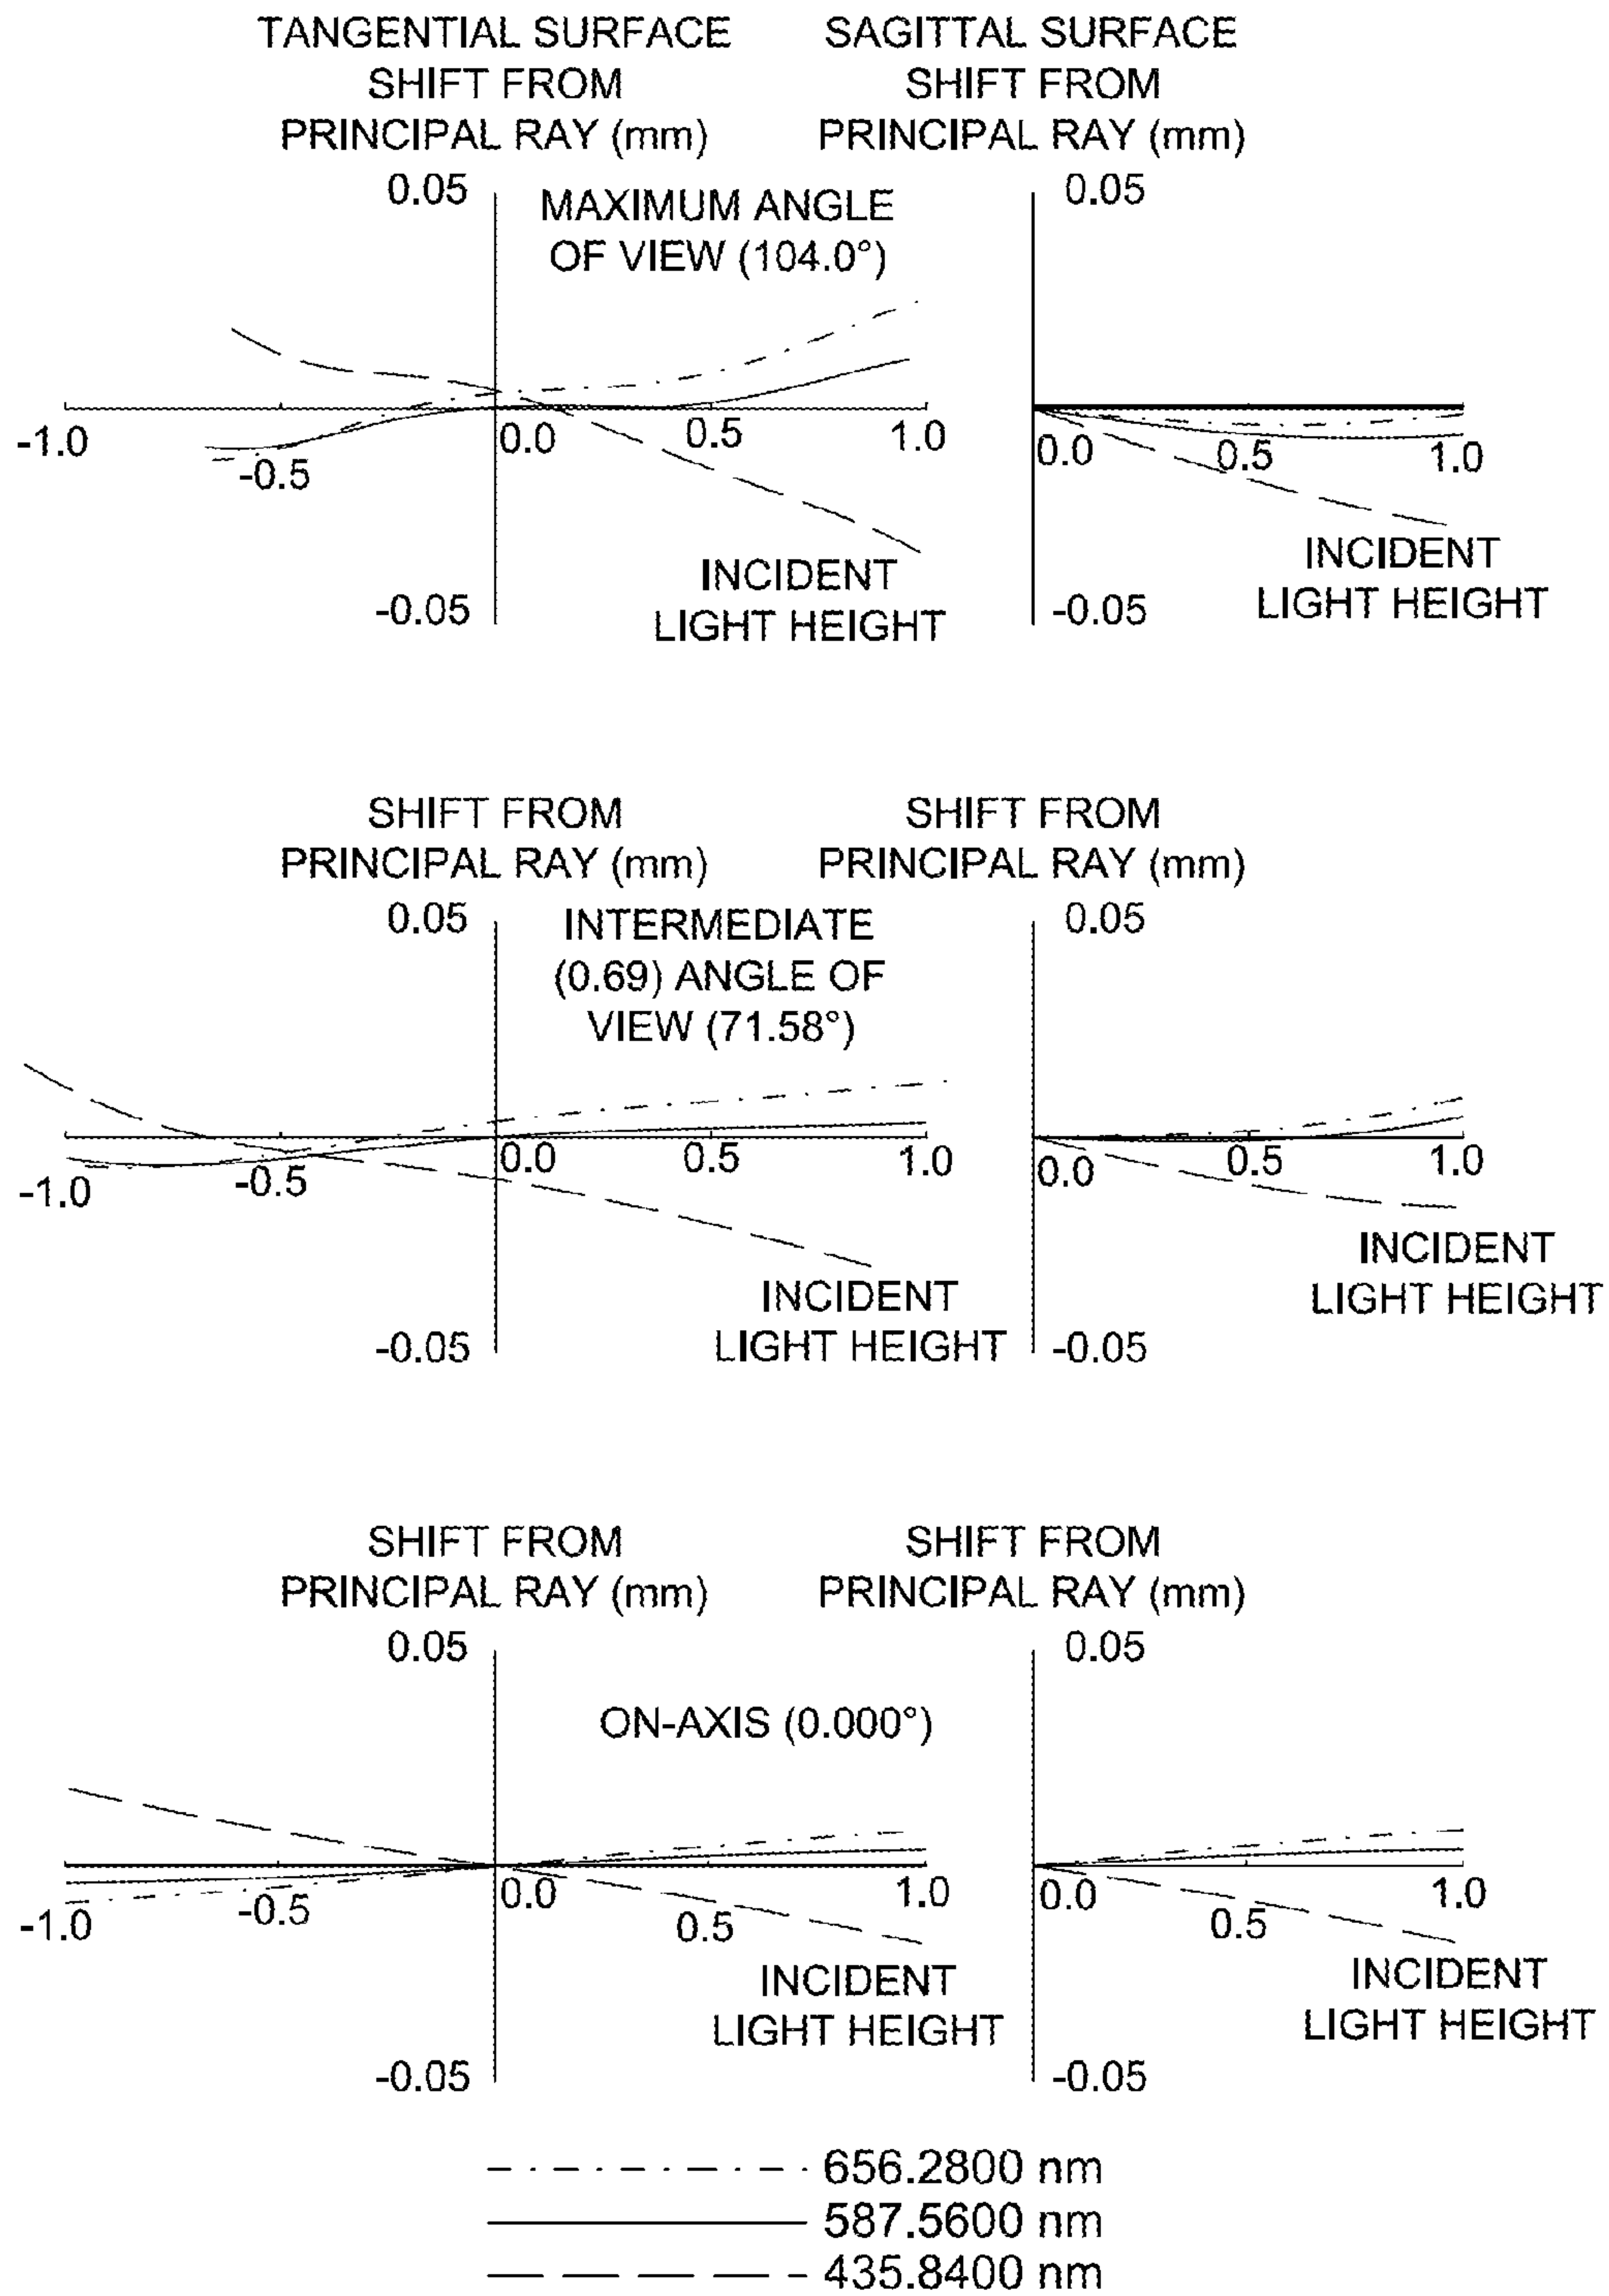 TANGENTIAL SURFACE
SHIFT FROM
PRINCIPAL RAY (mm)
SAGITTAL SURFACE
SHIFT FROM
PRINCIPAL RAY (mm)
0.05
MAXIMUM ANGLE
OF VIEW (104.0°)
-1.0
-0.5
0.0
0.5
1.0
INCIDENT
LIGHT HEIGHT
-0.05
0.05
0.0
0.5
1.0
INCIDENT
LIGHT HEIGHT
-0.05
SHIFT FROM
PRINCIPAL RAY (mm)
SHIFT FROM
PRINCIPAL RAY (mm)
0.05
INTERMEDIATE
(0.69) ANGLE OF
VIEW (71.58°)
-1.0
-0.5
0.0
0.5
1.0
INCIDENT
LIGHT HEIGHT
-0.05
0.05
0.0
0.5
1.0
INCIDENT
LIGHT HEIGHT
-0.05
SHIFT FROM
PRINCIPAL RAY (mm)
SHIFT FROM
PRINCIPAL RAY (mm)
0.05
ON-AXIS (0.000°)
-1.0
-0.5
0.0
0.5
1.0
INCIDENT
LIGHT HEIGHT
-0.05
0.05
0.0
0.5
1.0
INCIDENT
LIGHT HEIGHT
-0.05
656.2800 nm
587.5600 nm
435.8400 nm